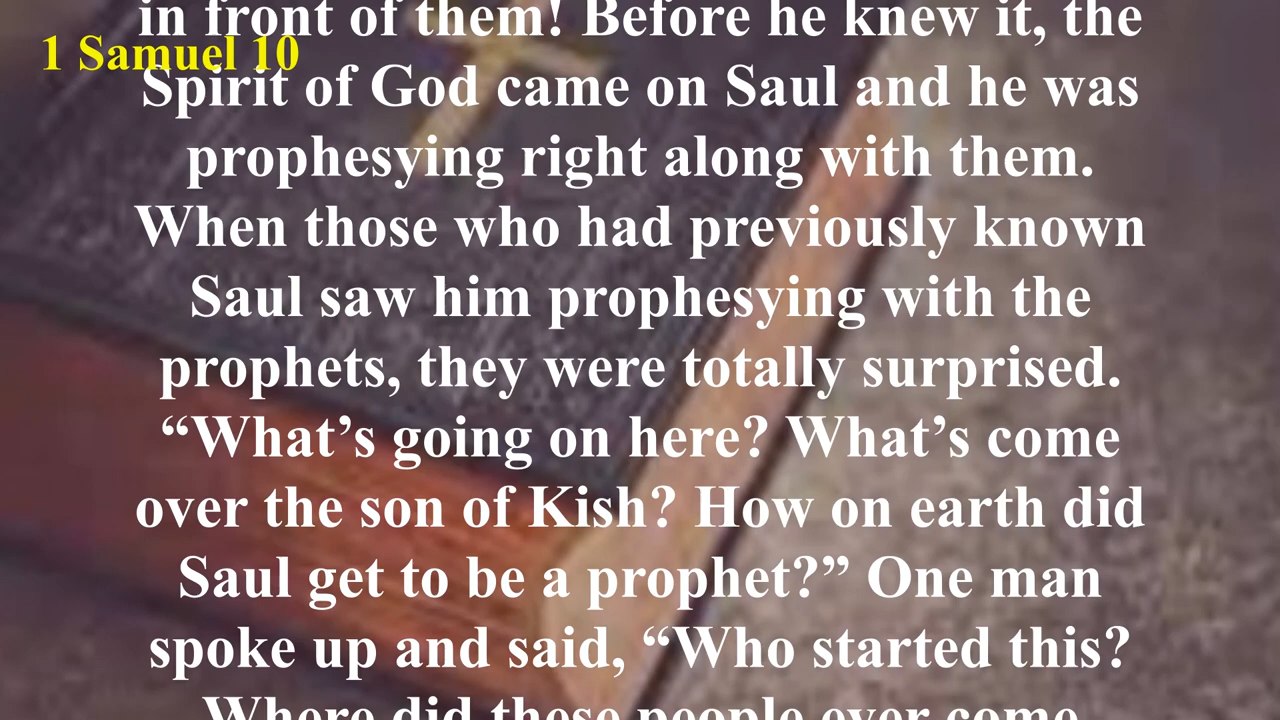 in front of them! Before he knew it, the
1 Samuel 10
Spirit of God came on Saul and he was
prophesying right along with them.
When those who had previously known
Saul saw him prophesying with the
prophets, they were totally surprised.
“What’s going on here? What’s come
over the son of Kish? How on earth did
Saul get to be a prophet?” One man
spoke up and said, “Who started this?
Where did these people ever come